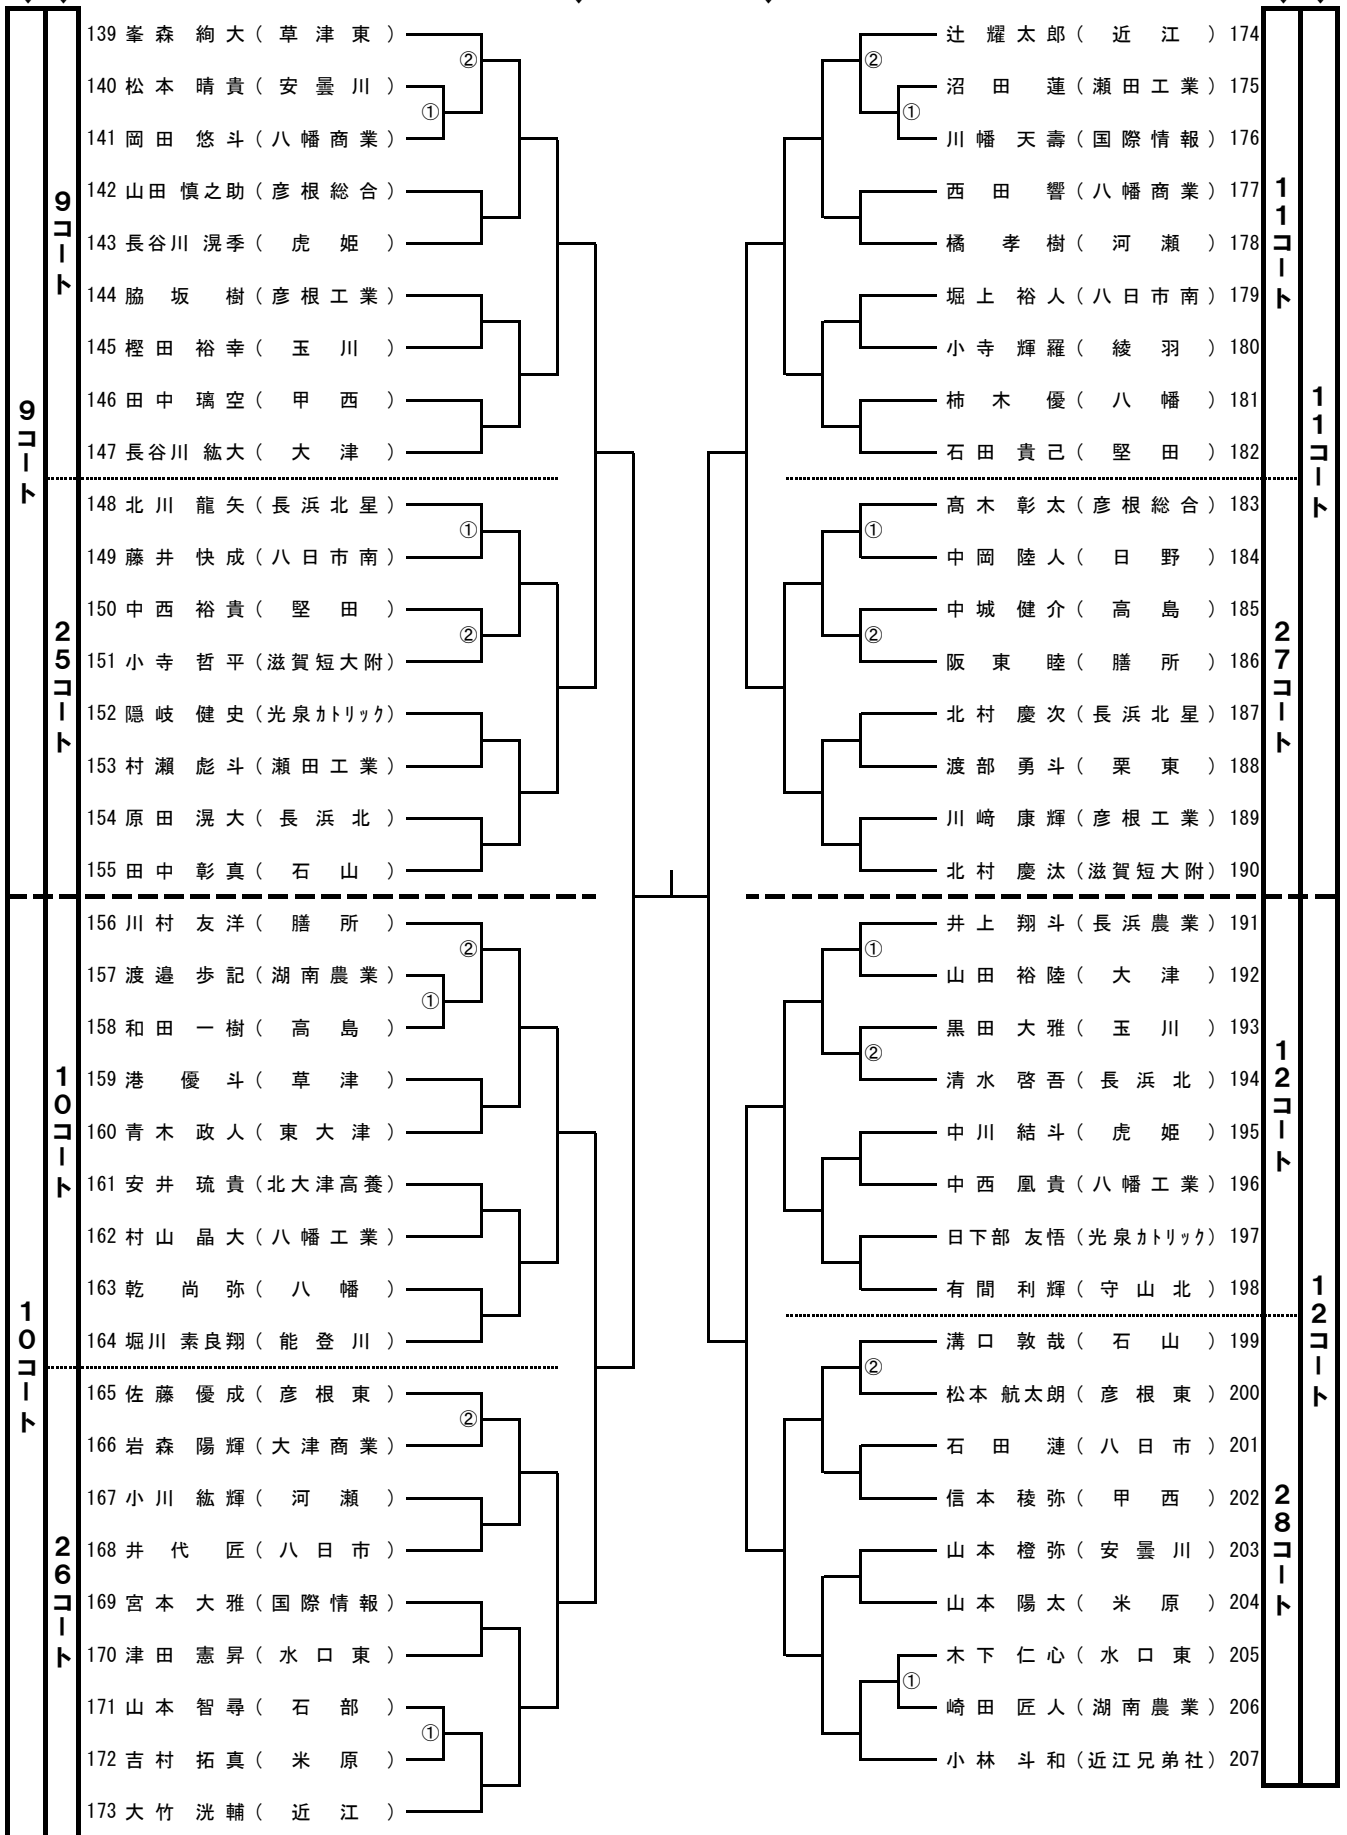 9コート
10コート
9コート
25コート
10コート
26コート
139 峯森 絢大 (草津東)
②
140 松本 晴貴 (安曇川)
①
141 岡田 悠斗 (八幡商業)
142 山田 慎之助 (彦根総合)
143 長谷川 滉季 (虎姫)
144 脇坂 樹 (彦根工業)
145 樫田 裕幸 (玉川)
146 田中 璃空 (甲西)
147 長谷川 紘大 (大津)
148 北川 龍矢 (長浜北星)
①
149 藤井 快成 (八日市南)
150 中西 裕貴 (堅田)
②
151 小寺 哲平 (滋賀短大附)
152 隠岐 健史 (光泉カトリック)
153 村瀬 彪斗 (瀬田工業)
154 原田 滉大 (長浜北)
155 田中 彰真 (石山)
156 川村 友洋 (膳所)
②
157 渡邉 歩記 (湖南農業)
①
158 和田 一樹 (高島)
159 港 優斗 (草津)
160 青木 政人 (東大津)
161 安井 琉貴 (北大津高養)
162 村山 晶大 (八幡工業)
163 乾 尚弥 (八幡)
164 堀川 素良翔 (能登川)
165 佐藤 優成 (彦根東)
②
166 岩森 陽輝 (大津商業)
167 小川 紘輝 (河瀬)
168 井代 匠 (八日市)
169 宮本 大雅 (国際情報)
170 津田 憲昇 (水口東)
171 山本 智尋 (石部)
①
172 吉村 拓真 (米原)
173 大竹 洸輔 (近江)
辻 耀太郎 (近江) 174
②
沼田 蓮 (瀬田工業) 175
①
川幡 天壽 (国際情報) 176
西田 響 (八幡商業) 177
橘 孝樹 (河瀬) 178
堀上 裕人 (八日市南) 179
小寺 輝羅 (綾羽) 180
柿木 優 (八幡) 181
石田 貴己 (堅田) 182
髙木 彰太 (彦根総合) 183
①
中岡 陸人 (日野) 184
中城 健介 (高島) 185
②
阪東 睦 (膳所) 186
北村 慶次 (長浜北星) 187
渡部 勇斗 (栗東) 188
川﨑 康輝 (彦根工業) 189
北村 慶汰 (滋賀短大附) 190
井上 翔斗 (長浜農業) 191
①
山田 裕陸 (大津) 192
黒田 大雅 (玉川) 193
②
清水 啓吾 (長浜北) 194
中川 結斗 (虎姫) 195
中西 凰貴 (八幡工業) 196
日下部 友悟 (光泉カトリック) 197
有間 利輝 (守山北) 198
溝口 敦哉 (石山) 199
②
松本 航太朗 (彦根東) 200
石田 漣 (八日市) 201
信本 稜弥 (甲西) 202
山本 橙弥 (安曇川) 203
山本 陽太 (米原) 204
木下 仁心 (水口東) 205
①
崎田 匠人 (湖南農業) 206
小林 斗和 (近江兄弟社) 207
11コート
27コート
12コート
28コート
11コート
12コート